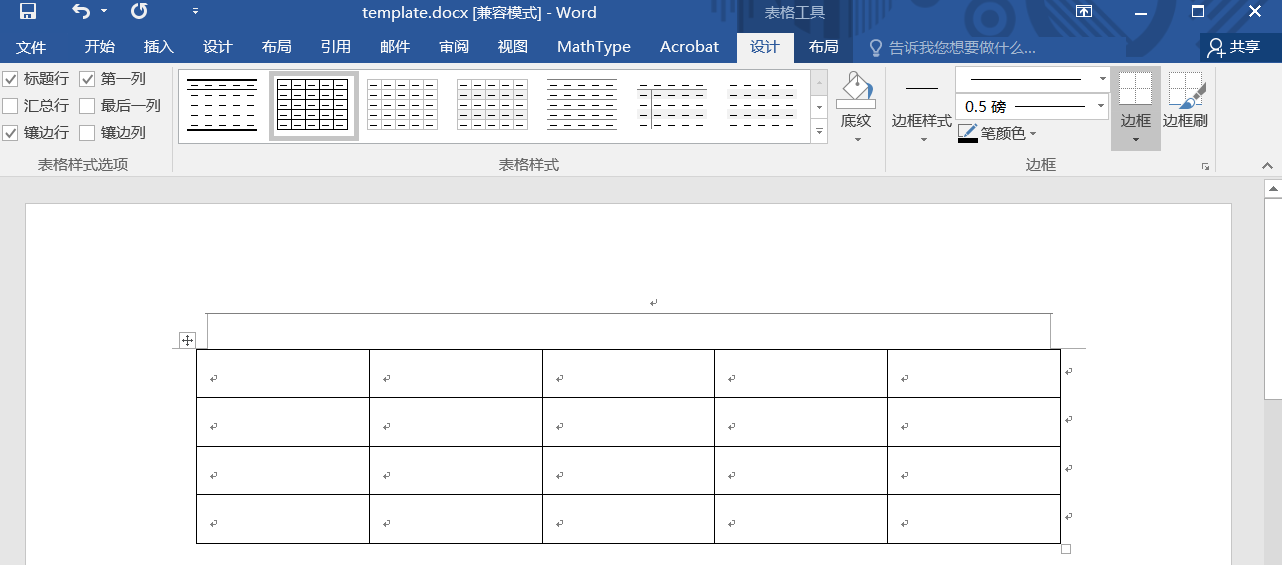 template.docx [兼容模式] - Word
表格工具
文件 开始 插入 设计 布局 引用 邮件 审阅 视图 MathType Acrobat 设计 布局 告诉我您想要做什么... 共享
标题行 第一列
汇总行 最后一列
镶边行 镶边列
表格样式选项
表格样式
底纹
边框样式
0.5 磅
笔颜色
边框
边框刷
边框